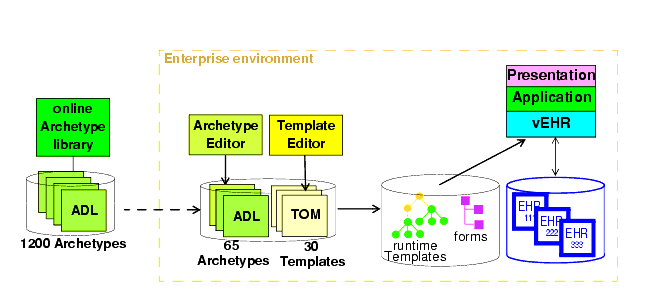 Enterprise environment
online
Archetype
library
ADL
1200 Archetypes
Archetype
Editor
Template
Editor
ADL
TOM
65
Archetypes
30
Templates
runtime
Templates
forms
Presentation
Application
vEHR
EHR
EHR
222
EHR
333